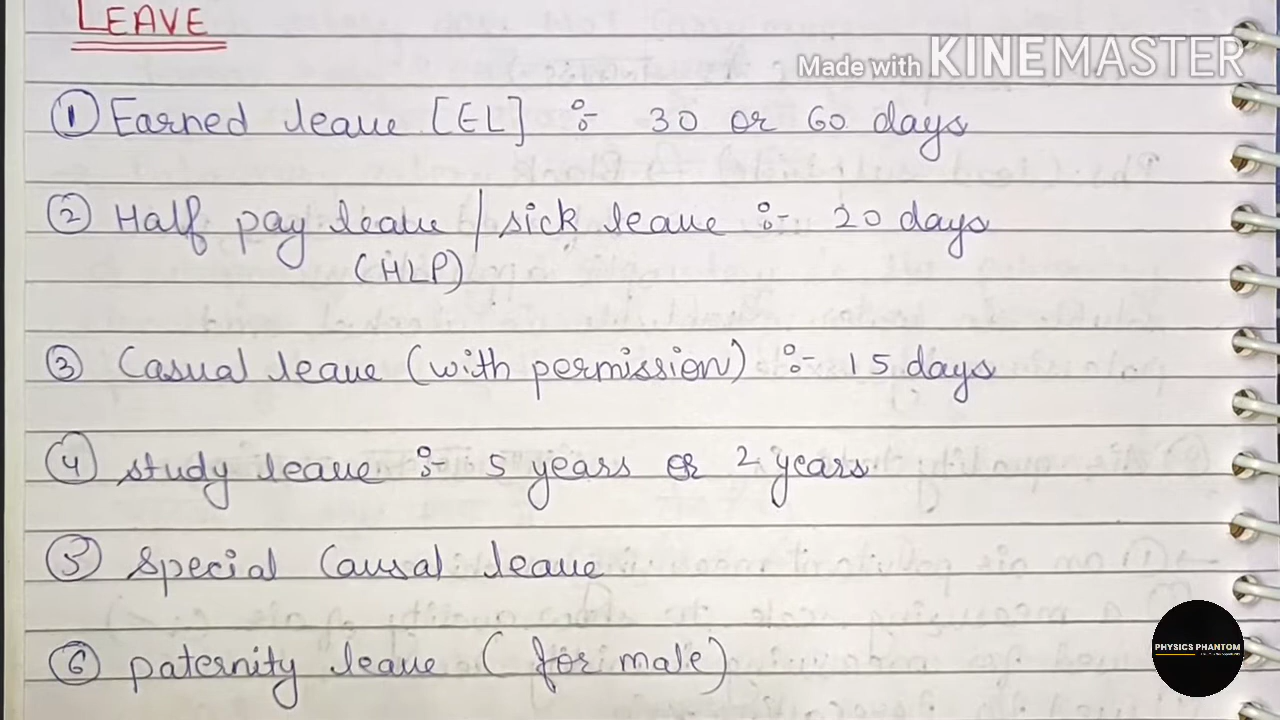 LEAVE
Made with KINEMASTER
① Earned leave [EL] :- 30 or 60 days
② Half pay leave / sick leave :- 20 days
(HLP)
③ Casual leave (with permission) :- 15 days
④ study leave :- 5 years or 2 years
⑤ special Causal leave
⑥ paternity leave ( for male)
PHYSICS PHANTOM